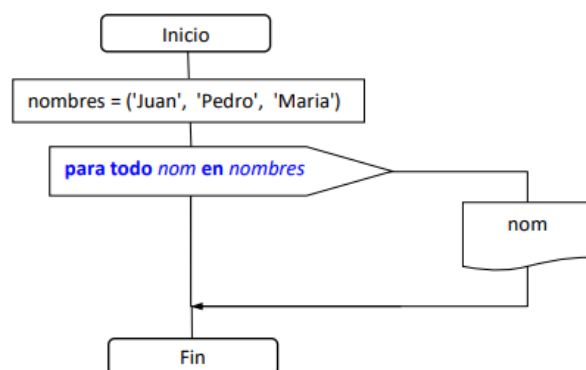 Inicio
nombres = ('Juan', 'Pedro', 'Maria')
para todo nom en nombres
nom
Fin